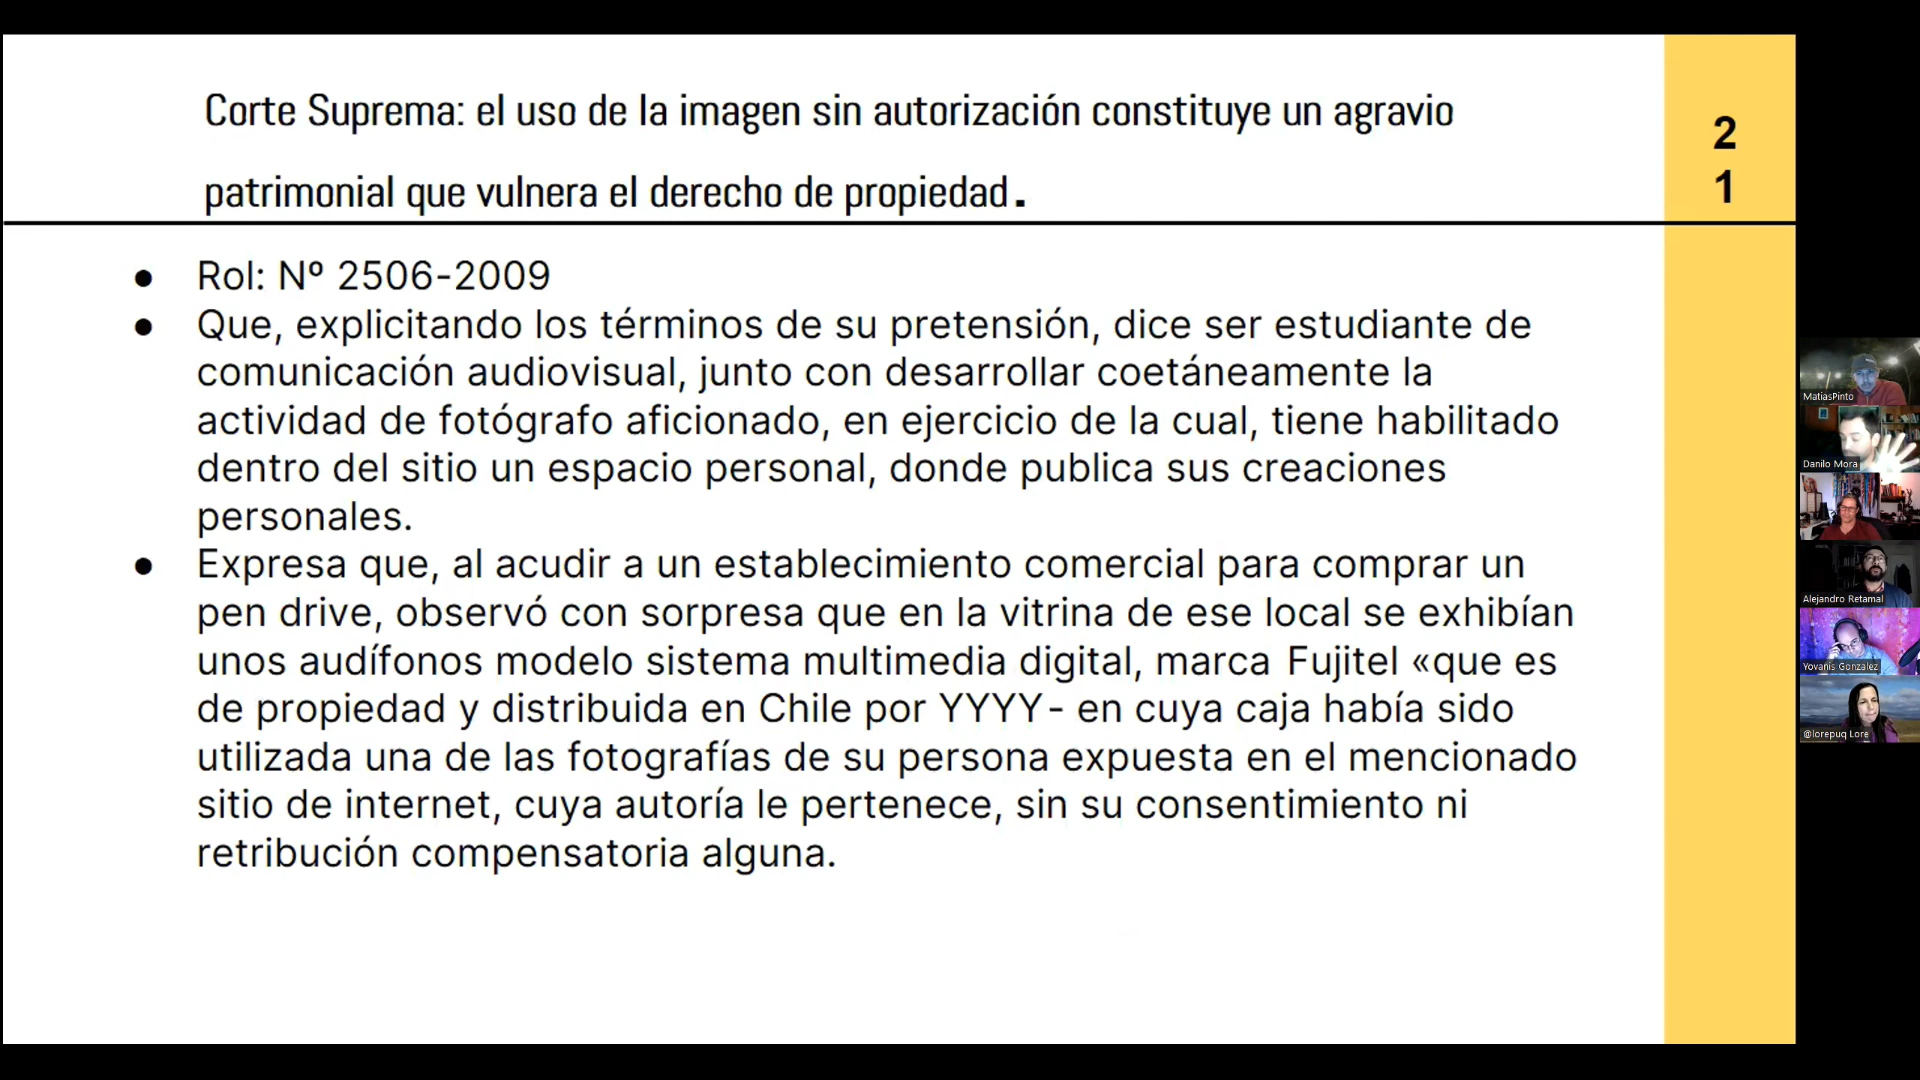 Corte Suprema: el uso de la imagen sin autorización constituye un agravio
patrimonial que vulnera el derecho de propiedad.
2
1
● Rol: Nº 2506-2009
● Que, explicitando los términos de su pretensión, dice ser estudiante de
comunicación audiovisual, junto con desarrollar coetáneamente la
actividad de fotógrafo aficionado, en ejercicio de la cual, tiene habilitado
dentro del sitio un espacio personal, donde publica sus creaciones
personales.
● Expresa que, al acudir a un establecimiento comercial para comprar un
pen drive, observó con sorpresa que en la vitrina de ese local se exhibían
unos audífonos modelo sistema multimedia digital, marca Fujitel «que es
de propiedad y distribuida en Chile por YYYY- en cuya caja había sido
utilizada una de las fotografías de su persona expuesta en el mencionado
sitio de internet, cuya autoría le pertenece, sin su consentimiento ni
retribución compensatoria alguna.
MatiasPinto
Danilo Mora
Alejandro Retamal
Yovanis Gonzalez
@lorepuq Lore